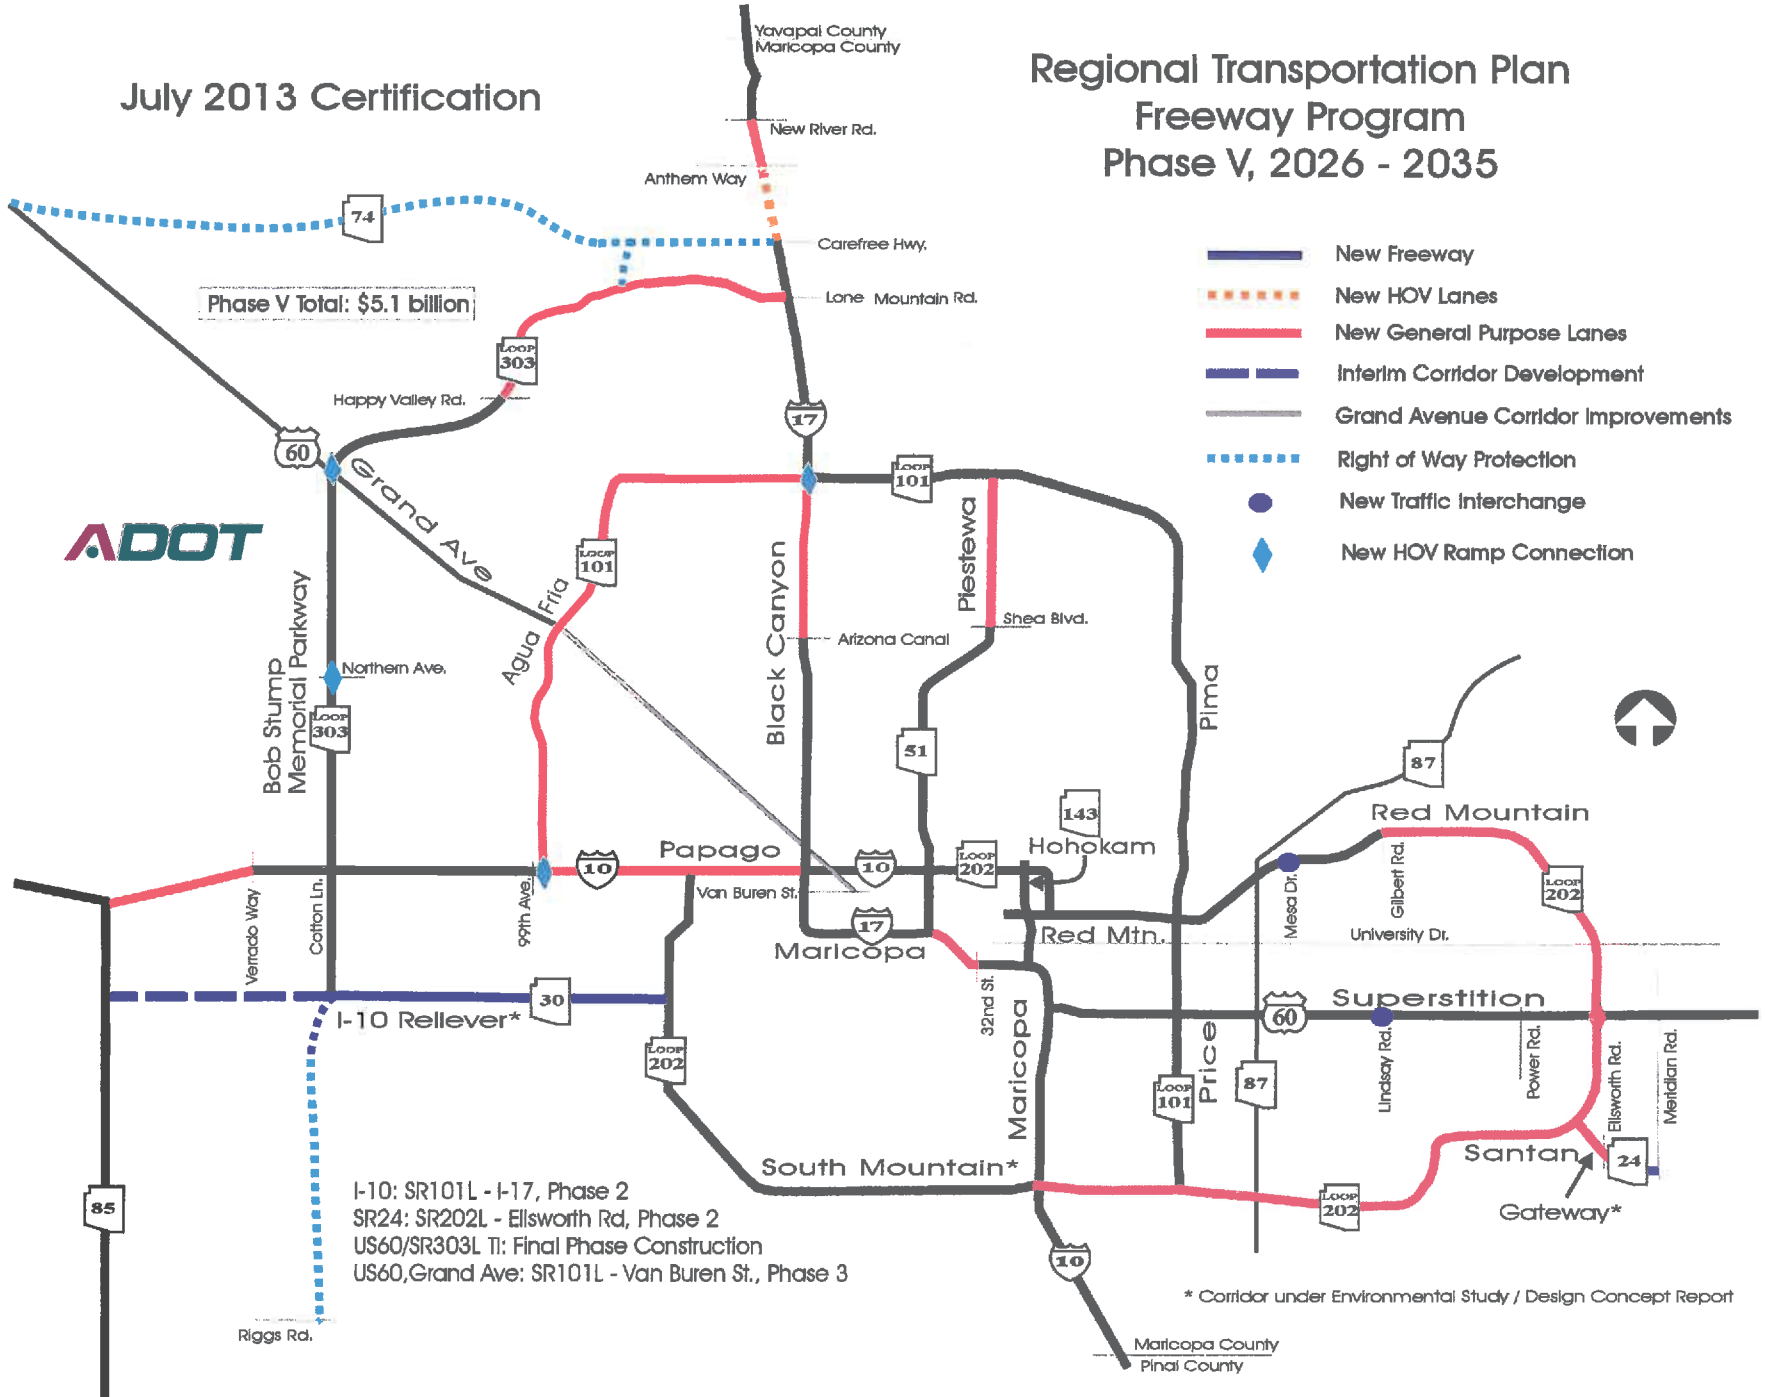 July 2013 Certification
Regional Transportation Plan
Freeway Program
Phase V, 2026 - 2035
Yavapai County
Maricopa County
New River Rd.
Anthem Way
74
Carefree Hwy.
Lone Mountain Rd.
Phase V Total: $5.1 billion
LOOP
303
Happy Valley Rd.
17
60
Grand Ave
LOOP
101
New Freeway
New HOV Lanes
New General Purpose Lanes
Interim Corridor Development
Grand Avenue Corridor Improvements
Right of Way Protection
New Traffic Interchange
New HOV Ramp Connection
ADOT
LOOP
101
Agua Fria
Black Canyon
Piestewa
Shea Blvd.
Arizona Canal
Bob Stump
Memorial Parkway
Northern Ave.
LOOP
303
51
Pima
87
143
Hohokam
Red Mountain
Papago
10
10
LOOP
202
Van Buren St.
17
Maricopa
Red Mtn.
Mesa Dr.
Gilbert Rd.
LOOP
202
University Dr.
Verrado Way
Cotton Ln.
99th Ave.
32nd St.
30
I-10 Reliever*
LOOP
202
Maricopa
Superstition
60
Price
LOOP
101
87
Lindsay Rd.
Power Rd.
Ellsworth Rd.
Meridian Rd.
Santan
24
Gateway*
South Mountain*
LOOP
202
85
10
I-10: SR101L - I-17, Phase 2
SR24: SR202L - Ellsworth Rd, Phase 2
US60/SR303L TI: Final Phase Construction
US60,Grand Ave: SR101L - Van Buren St., Phase 3
Riggs Rd.
* Corridor under Environmental Study / Design Concept Report
Maricopa County
Pinal County